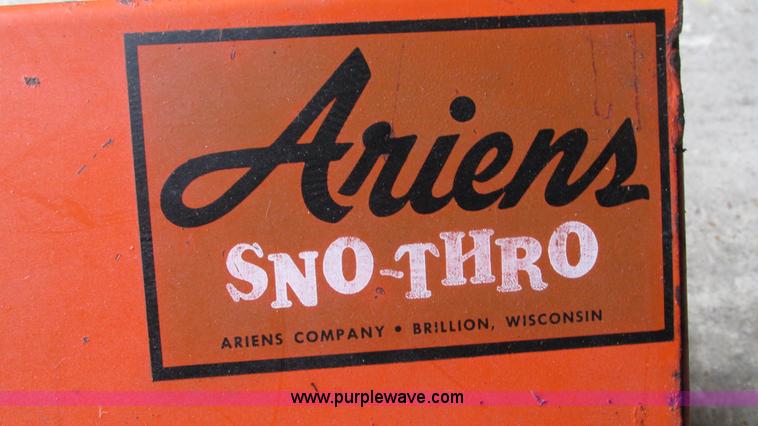 Ariens
SNO-THRO
ARIENS COMPANY • BRILLION, WISCONSIN
www.purplewave.com